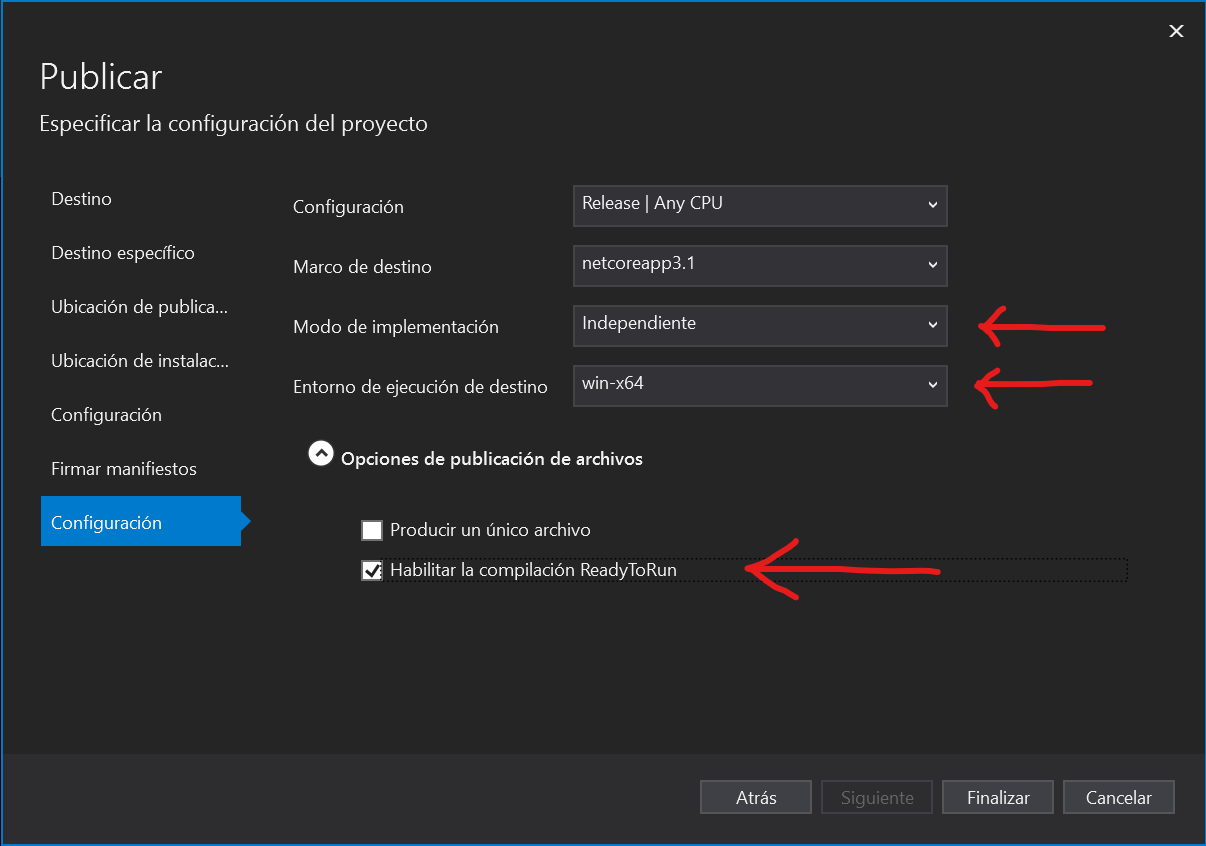 Publicar
Especificar la configuración del proyecto
Destino
Destino específico
Ubicación de publica...
Ubicación de instalac...
Configuración
Firmar manifiestos
Configuración
Configuración Release | Any CPU
Marco de destino netcoreapp3.1
Modo de implementación Independiente
Entorno de ejecución de destino win-x64
Opciones de publicación de archivos
Producir un único archivo
Habilitar la compilación ReadyToRun
Atrás Siguiente Finalizar Cancelar